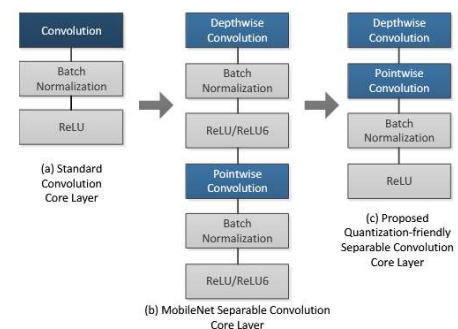 Convolution
Batch
Normalization
ReLU
(a) Standard
Convolution
Core Layer
Depthwise
Convolution
Batch
Normalization
ReLU/ReLU6
Pointwise
Convolution
Batch
Normalization
ReLU/ReLU6
(b) MobileNet Separable Convolution
Core Layer
Depthwise
Convolution
Pointwise
Convolution
Batch
Normalization
ReLU
(c) Proposed
Quantization-friendly
Separable Convolution
Core Layer